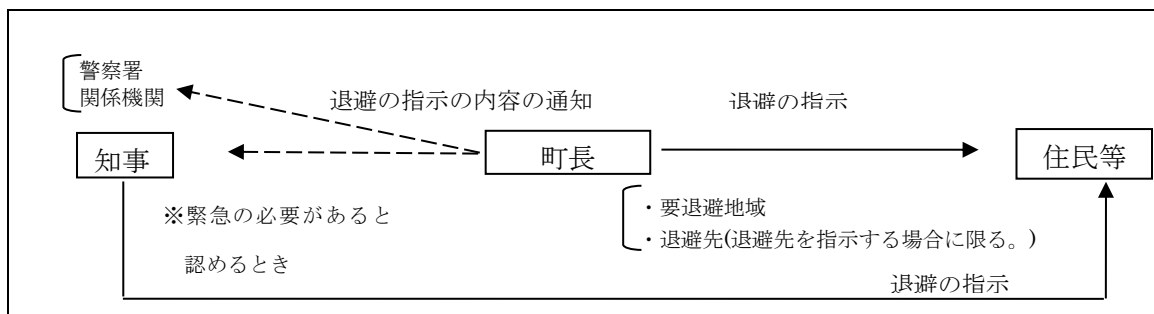 警察署
関係機関
退避の指示の内容の通知
退避の指示
知事
町長
住民等
※緊急の必要があると
認めるとき
・要退避地域
・退避先(退避先を指示する場合に限る。)
退避の指示